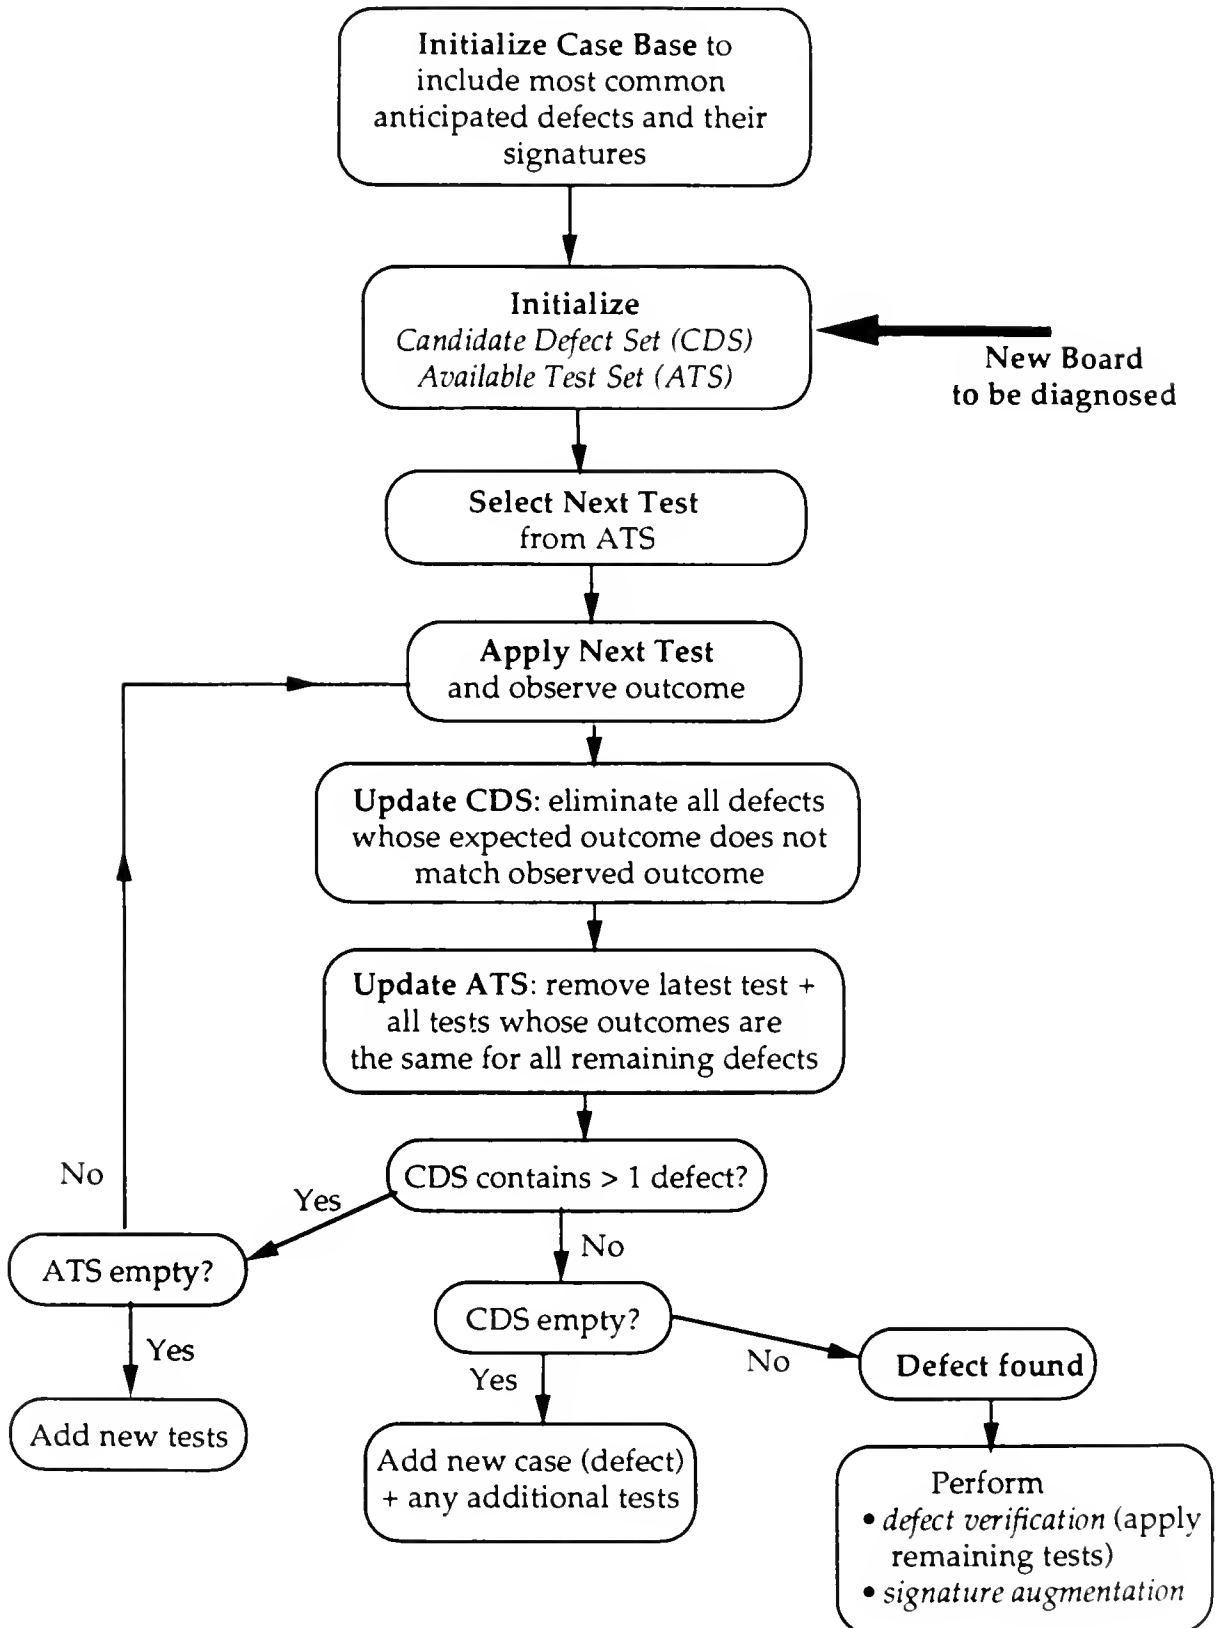 Initialize Case Base to
include most common
anticipated defects and their
signatures
Initialize
Candidate Defect Set (CDS)
Available Test Set (ATS)
New Board
to be diagnosed
Select Next Test
from ATS
Apply Next Test
and observe outcome
Update CDS: eliminate all defects
whose expected outcome does not
match observed outcome
Update ATS: remove latest test +
all tests whose outcomes are
the same for all remaining defects
CDS contains > 1 defect?
No
Yes
ATS empty?
No
CDS empty?
Yes
No
Defect found
Yes
Add new tests
Add new case (defect)
+ any additional tests
Perform
• defect verification (apply
remaining tests)
• signature augmentation